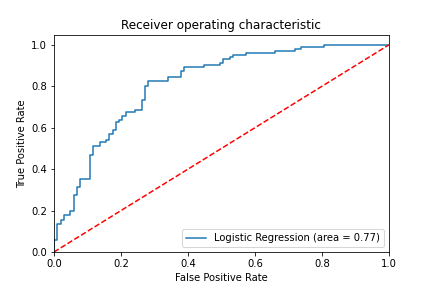 Receiver operating characteristic
1.0
0.8
0.6
0.4
0.2
0.0
True Positive Rate
Logistic Regression (area = 0.77)
0.0 0.2 0.4 0.6 0.8 1.0
False Positive Rate